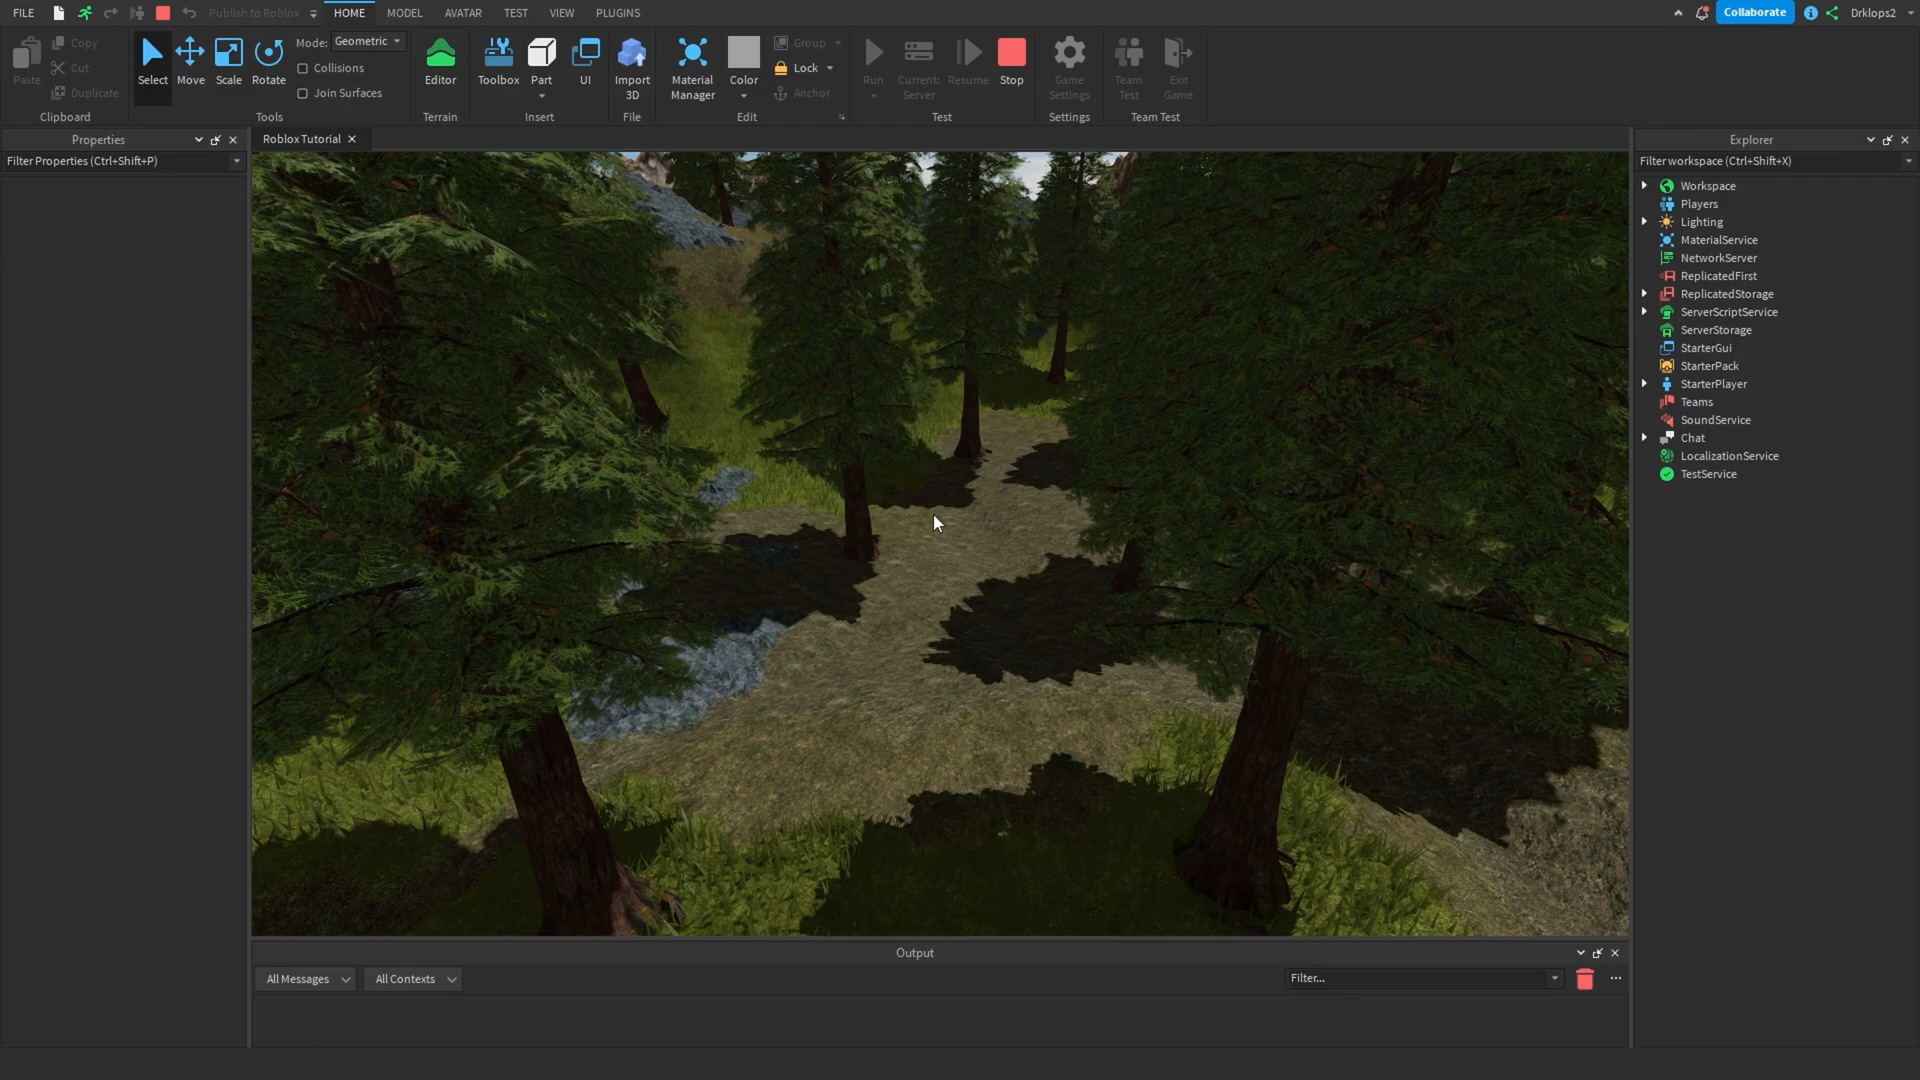 FILE Publish to Roblox HOME MODEL AVATAR TEST VIEW PLUGINS Collaborate Drklops2
Paste Copy Cut Duplicate
Clipboard
Select Move Scale Rotate
Mode: Geometric
Collisions
Join Surfaces
Tools
Editor
Terrain
Toolbox Part UI
Insert
Import
3D
File
Material
Manager
Color
Group
Lock
Anchor
Edit
Run
Current:
Server
Resume Stop
Test
Game
Settings
Settings
Team
Test
Exit
Game
Team Test
Properties
Filter Properties (Ctrl+Shift+P)
Roblox Tutorial
Explorer
Filter workspace (Ctrl+Shift+X)
Workspace
Players
Lighting
MaterialService
NetworkServer
ReplicatedFirst
ReplicatedStorage
ServerScriptService
ServerStorage
StarterGui
StarterPack
StarterPlayer
Teams
SoundService
Chat
LocalizationService
TestService
Output
All Messages All Contexts Filter...